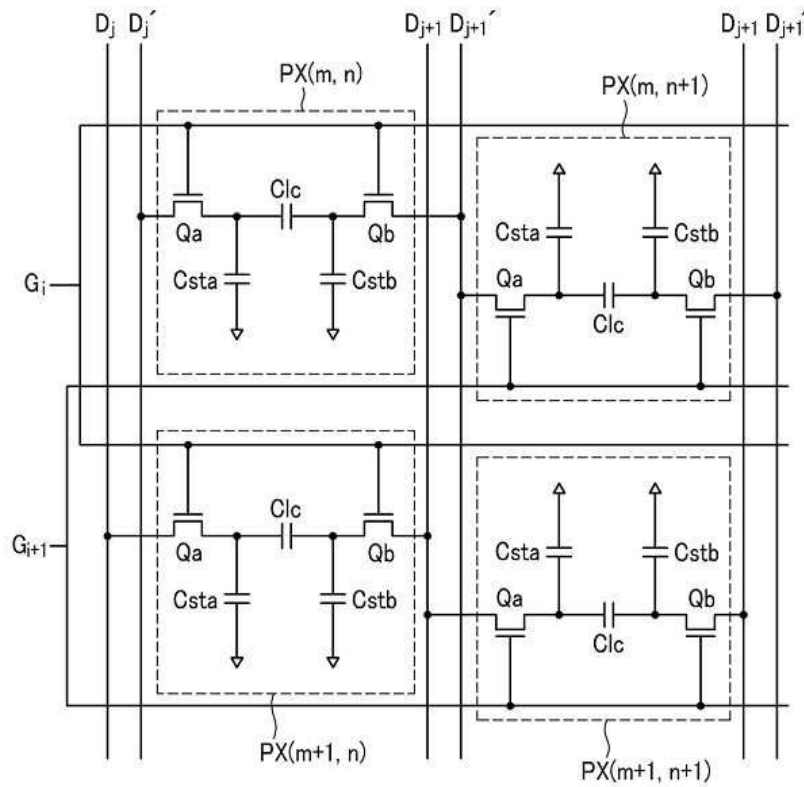 Dj Dj´ Dj+1 Dj+1´ Dj+1 Dj+1´
PX(m, n)
PX(m, n+1)
Clc
Qa Qb
Csta Cstb
Csta Cstb
Gi
Qa Qb
Clc
Clc
Gi+1
Qa Qb
Csta Cstb
Csta Cstb
Qa Qb
Clc
PX(m+1, n)
PX(m+1, n+1)